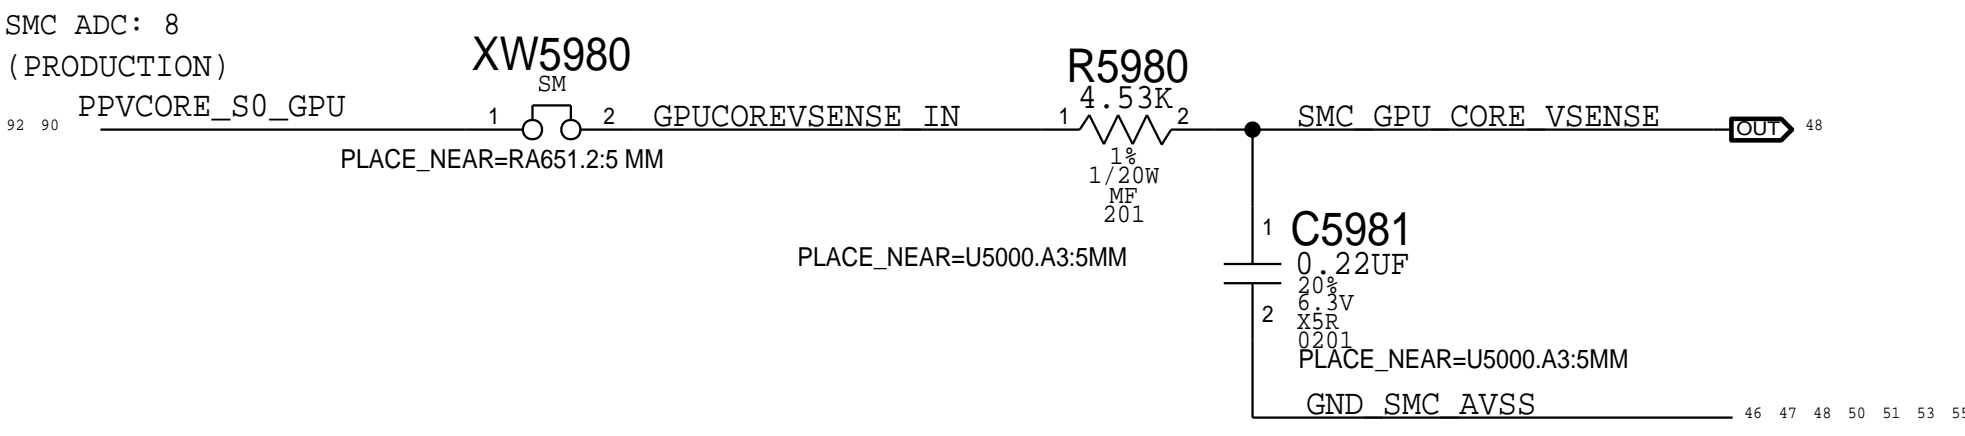 SMC ADC: 8
(PRODUCTION)
XW5980
SM
R5980
4.53K
92 90 PPVCORE_S0_GPU 1 2 GPUCOREVSENSE_IN 1 2 SMC_GPU_CORE_VSENSE OUT 48
PLACE_NEAR=RA651.2:5 MM
1%
1/20W
MF
201
PLACE_NEAR=U5000.A3:5MM
1 C5981
0.22UF
20%
6.3V
2 X5R
0201
PLACE_NEAR=U5000.A3:5MM
GND_SMC_AVSS 46 47 48 50 51 53 55